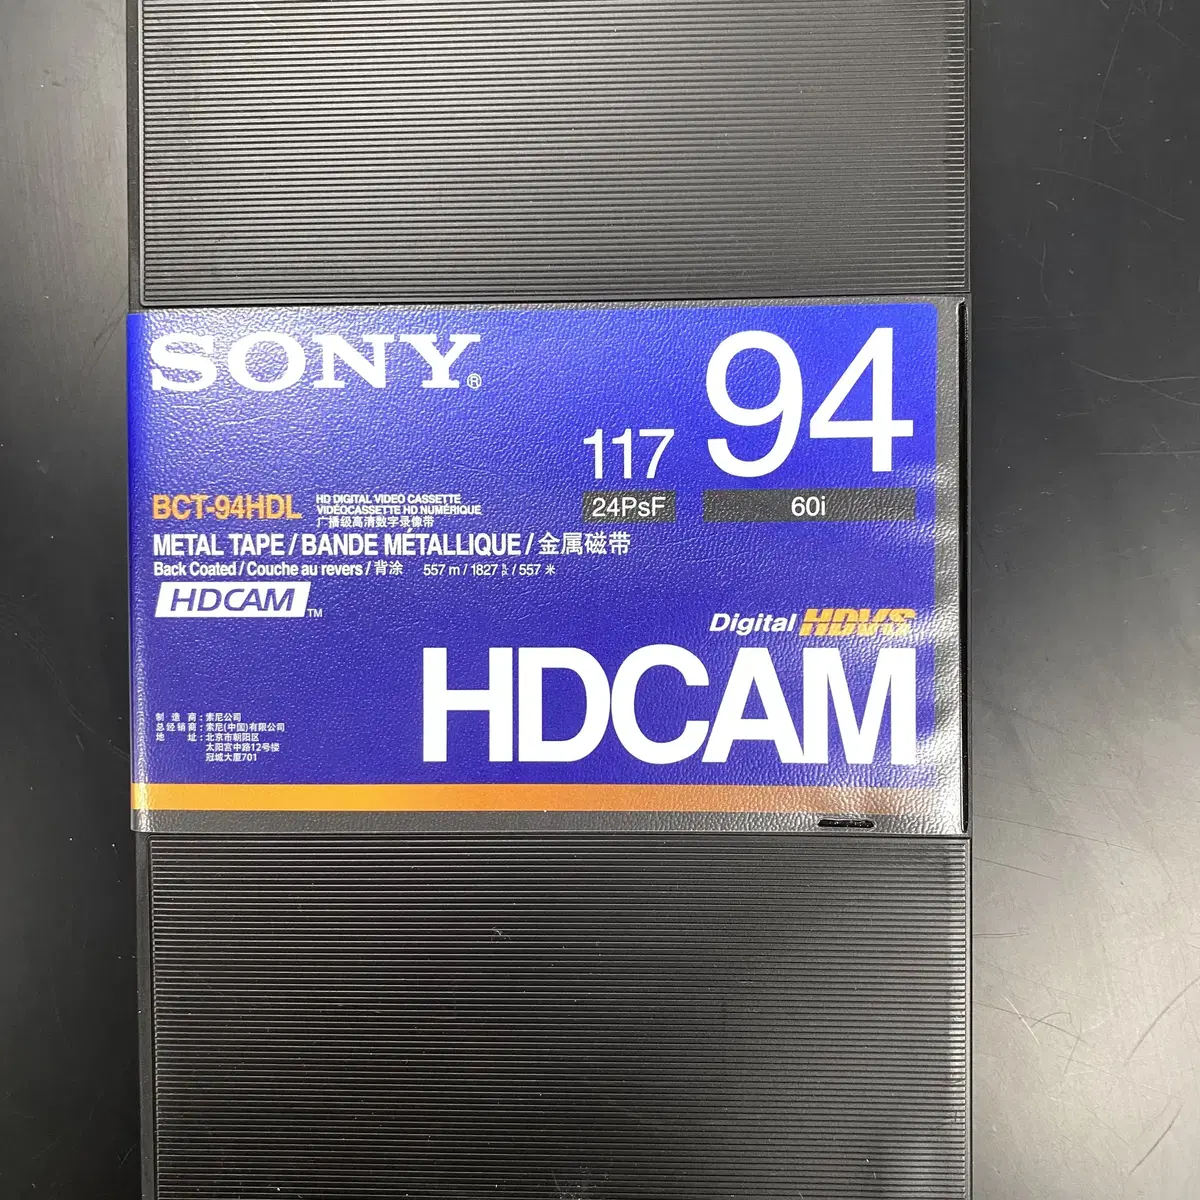 SONY®
94
117
24PsF
60i
BCT-94HDL
HD DIGITAL VIDEO CASSETTE
VIDÉOCASSETTE HD NUMÉRIQUE
广播级高清数字录像带
METAL TAPE / BANDE MÉTALLIQUE / 金属磁带
Back Coated / Couche au revers / 背涂 557 m / 1827 / 557 米
HDCAM™
Digital HDVS
HDCAM
制 造 商：索尼公司
总经销商：索尼(中国)有限公司
地 址：北京市朝阳区
太阳宫中路12号楼
冠城大厦701